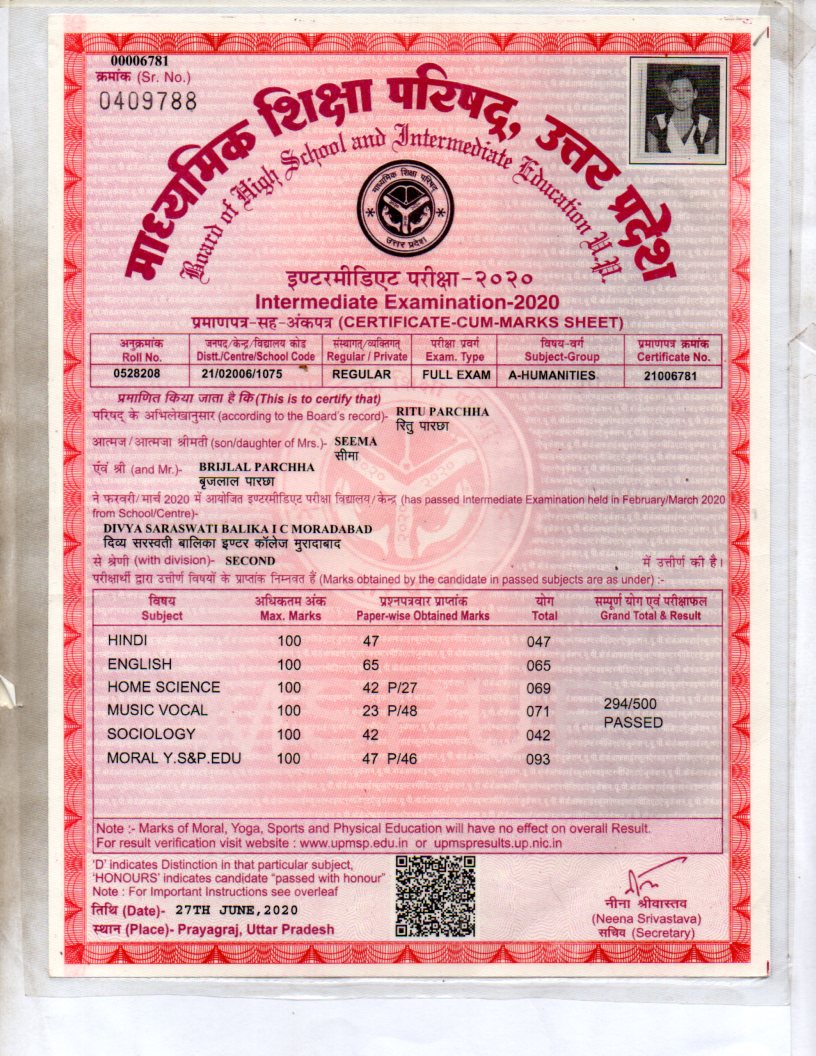 00006781
क्रमांक (Sr. No.)
0409788
माध्यमिक शिक्षा परिषद्, उत्तर प्रदेश
Board of High School and Intermediate Education U.P.
माध्यमिक शिक्षा परिषद्
उत्तर प्रदेश
इण्टरमीडिएट परीक्षा-२०२०
Intermediate Examination-2020
प्रमाणपत्र-सह-अंकपत्र (CERTIFICATE-CUM-MARKS SHEET)
अनुक्रमांक जनपद/केन्द्र/विद्यालय कोड संस्थागत/व्यक्तिगत परीक्षा प्रवर्ग विषय-वर्ग प्रमाणपत्र क्रमांक
Roll No. Distt./Centre/School Code Regular / Private Exam. Type Subject-Group Certificate No.
0528208 21/02006/1075 REGULAR FULL EXAM A-HUMANITIES 21006781
प्रमाणित किया जाता है कि (This is to certify that)
परिषद् के अभिलेखानुसार (according to the Board's record)- RITU PARCHHA
रितु पारछा
आत्मज/आत्मजा श्रीमती (son/daughter of Mrs.)- SEEMA
सीमा
एंवं श्री (and Mr.)- BRIJLAL PARCHHA
बृजलाल पारछा
ने फरवरी/मार्च 2020 में आयोजित इण्टरमीडिएट परीक्षा विद्यालय/केन्द्र (has passed Intermediate Examination held in February/March 2020
from School/Centre)-
DIVYA SARASWATI BALIKA I C MORADABAD
दिव्य सरस्वती बालिका इण्टर कॉलेज मुरादाबाद
से श्रेणी (with division)- SECOND में उत्तीर्ण की है।
परीक्षार्थी द्वारा उत्तीर्ण विषयों के प्राप्तांक निम्नवत हैं (Marks obtained by the candidate in passed subjects are as under) :-
विषय अधिकतम अंक प्रश्नपत्रवार प्राप्तांक योग सम्पूर्ण योग एवं परीक्षाफल
Subject Max. Marks Paper-wise Obtained Marks Total Grand Total & Result
HINDI 100 47 047
ENGLISH 100 65 065
HOME SCIENCE 100 42 P/27 069
MUSIC VOCAL 100 23 P/48 071
294/500
PASSED
SOCIOLOGY 100 42 042
MORAL Y.S&P.EDU 100 47 P/46 093
Note :- Marks of Moral, Yoga, Sports and Physical Education will have no effect on overall Result.
For result verification visit website : www.upmsp.edu.in or upmspresults.up.nic.in
'D' indicates Distinction in that particular subject,
'HONOURS' indicates candidate "passed with honour"
Note : For Important Instructions see overleaf
तिथि (Date)- 27TH JUNE,2020
स्थान (Place)- Prayagraj, Uttar Pradesh
नीना श्रीवास्तव
(Neena Srivastava)
सचिव (Secretary)